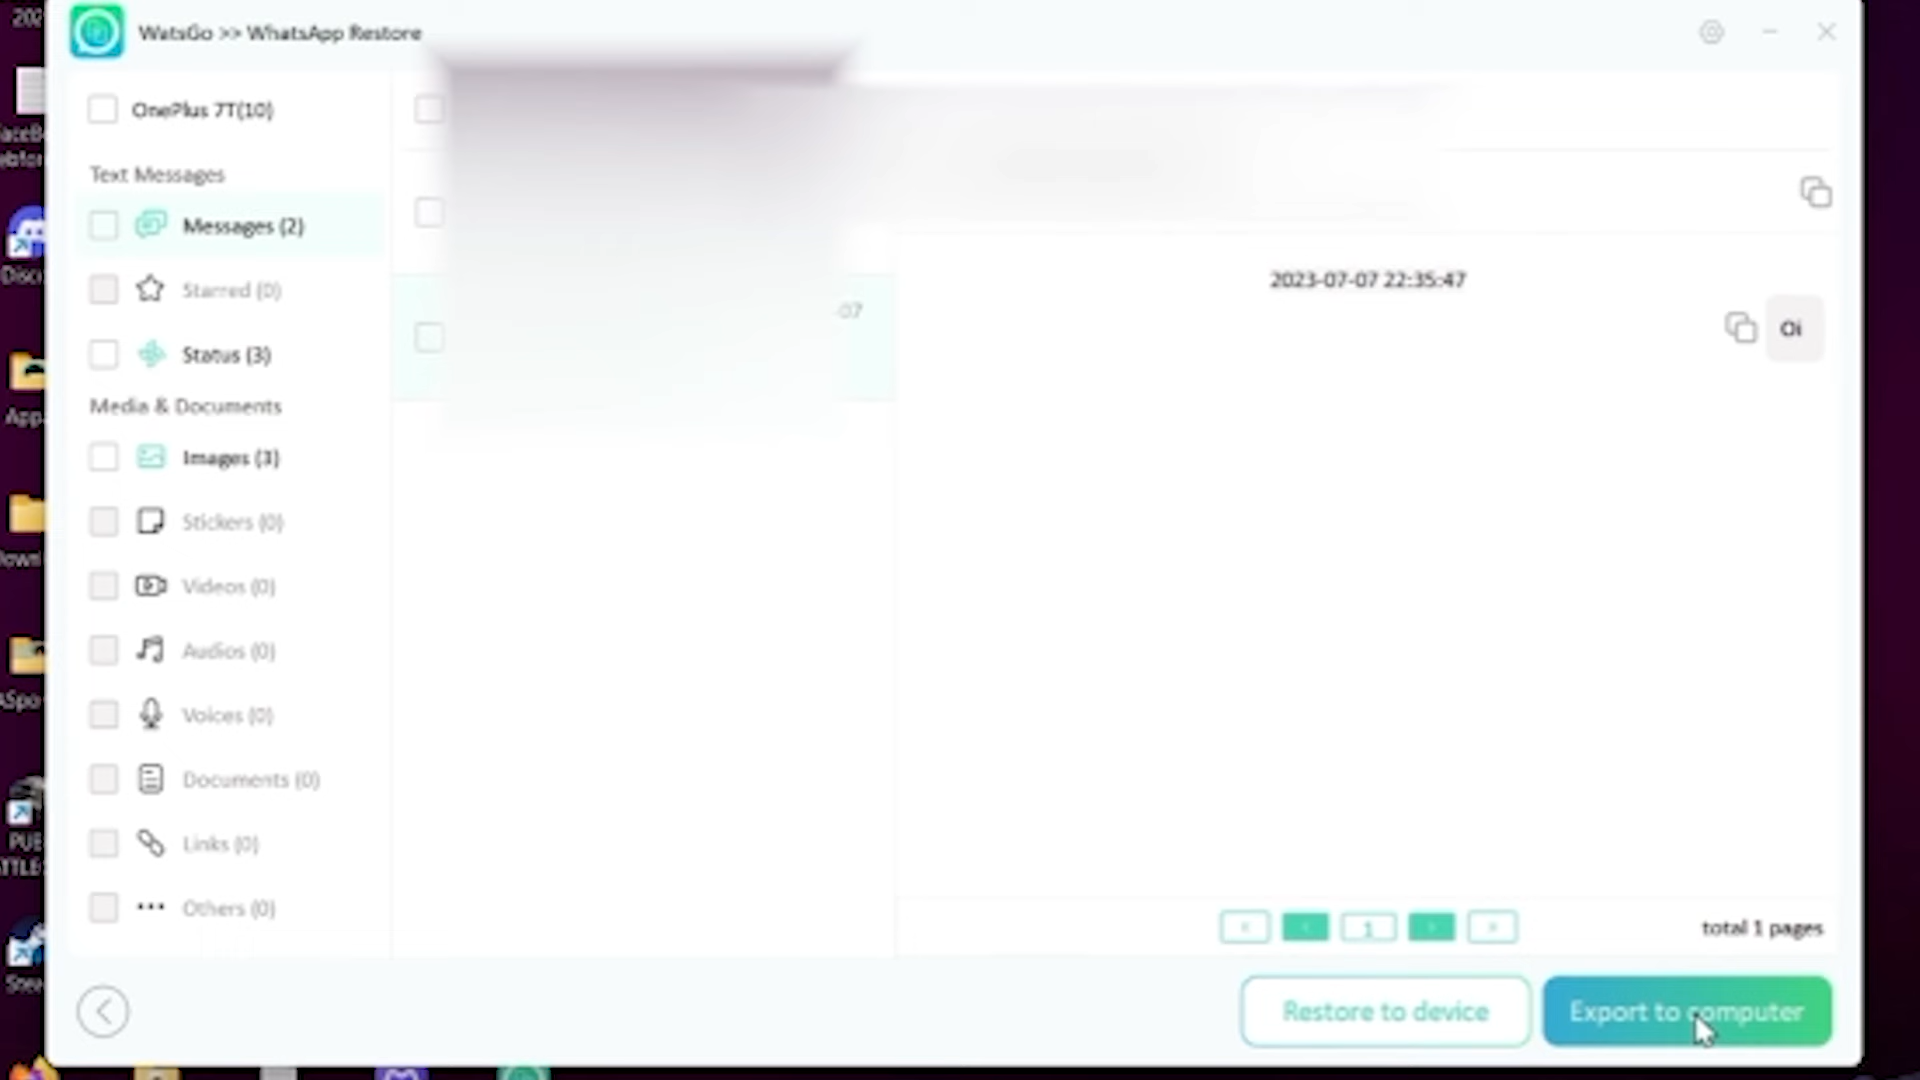 WatsGo >> WhatsApp Restore
OnePlus 7T(10)
Text Messages
Messages (2)
Starred (0)
Status (3)
Media & Documents
Images (3)
Stickers (0)
Videos (0)
Audios (0)
Voices (0)
Documents (0)
Links (0)
Others (0)
-07
2023-07-07 22:35:47
Oi
1
total 1 pages
Restore to device
Export to computer